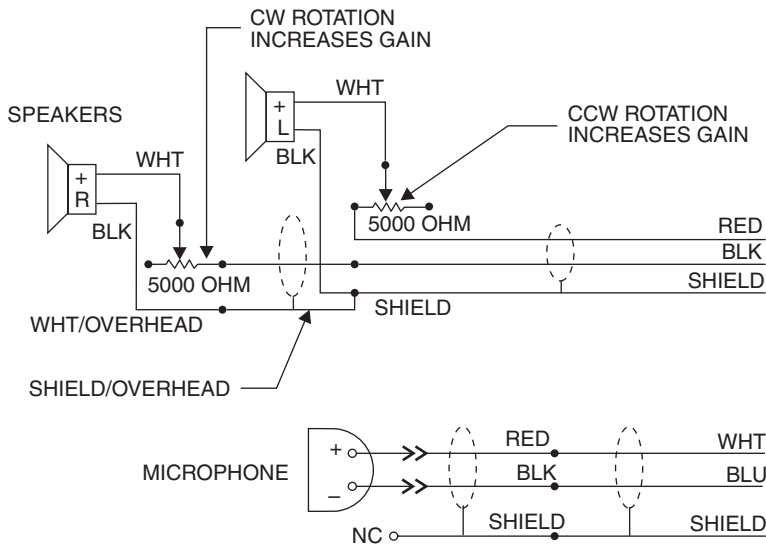 CW ROTATION
INCREASES GAIN
SPEAKERS
WHT
+
L
BLK
CCW ROTATION
INCREASES GAIN
WHT
+
R
BLK
5000 OHM
RED
BLK
5000 OHM
SHIELD
SHIELD
WHT/OVERHEAD
SHIELD/OVERHEAD
MICROPHONE
+
RED
WHT
–
BLK
BLU
NC
SHIELD
SHIELD